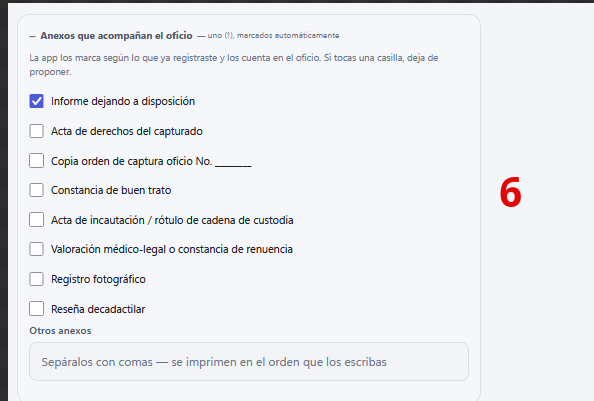 – Anexos que acompañan el oficio — uno (1), marcados automáticamente
La app los marca según lo que ya registraste y los cuenta en el oficio. Si tocas una casilla, deja de
proponer.
Informe dejando a disposición
Acta de derechos del capturado
Copia orden de captura oficio No. ________
Constancia de buen trato
6
Acta de incautación / rótulo de cadena de custodia
Valoración médico-legal o constancia de renuencia
Registro fotográfico
Reseña decadactilar
Otros anexos
Sepáralos con comas — se imprimen en el orden que los escribas